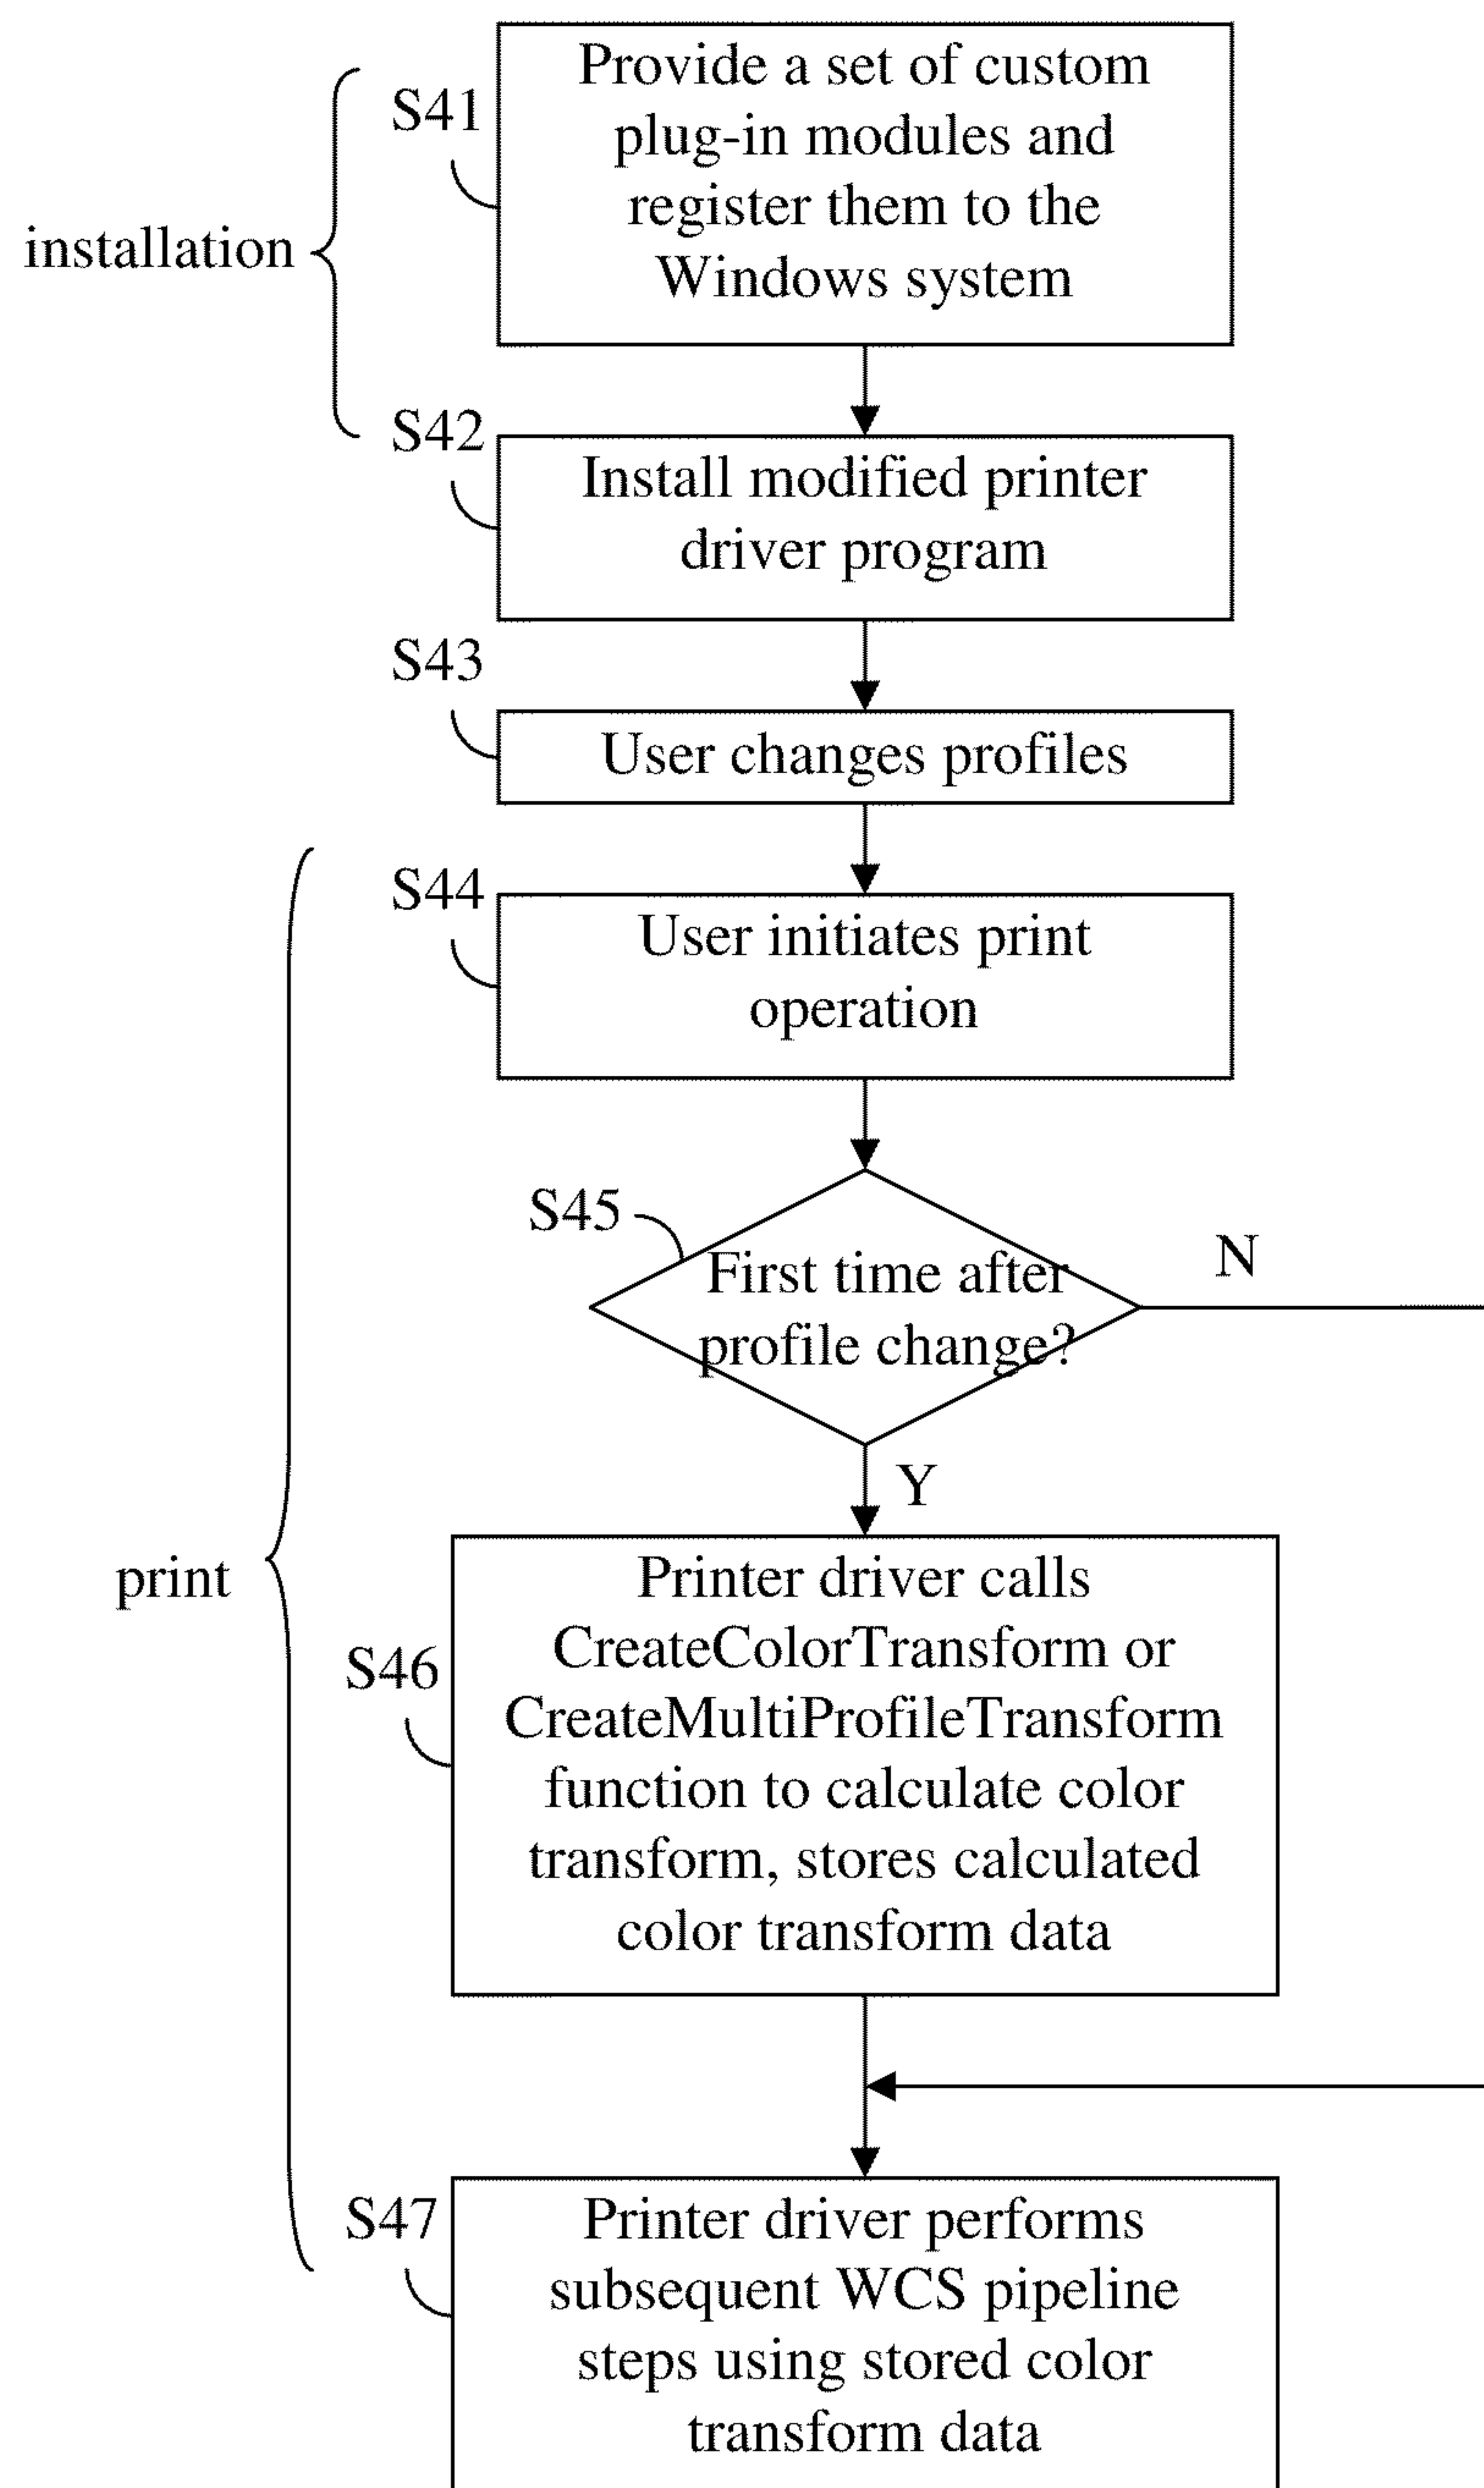 S41
Provide a set of custom
plug-in modules and
register them to the
Windows system
installation
S42
Install modified printer
driver program
S43
User changes profiles
S44
User initiates print
operation
S45
First time after
profile change?
N
Y
print
S46
Printer driver calls
CreateColorTransform or
CreateMultiProfileTransform
function to calculate color
transform, stores calculated
color transform data
S47
Printer driver performs
subsequent WCS pipeline
steps using stored color
transform data